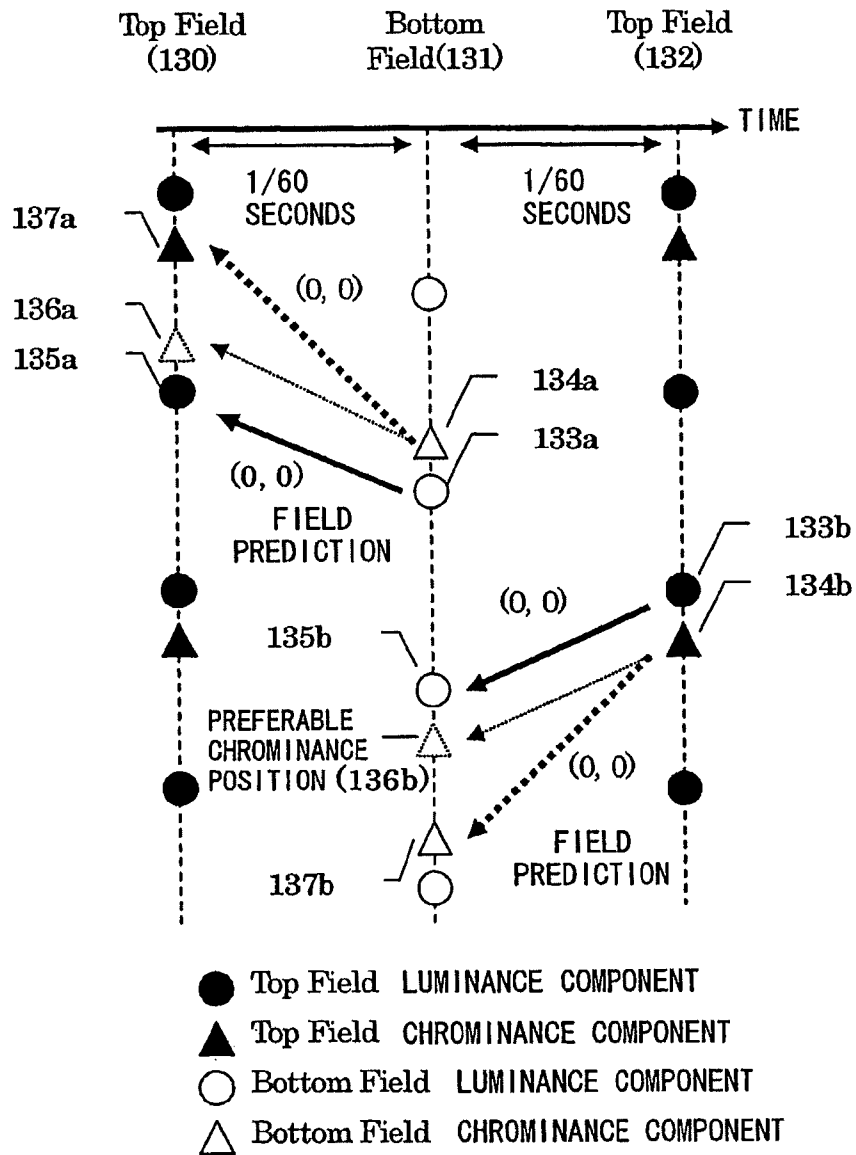 Top Field
(130)
Bottom
Field(131)
Top Field
(132)
TIME
1/60
SECONDS
1/60
SECONDS
137a
(0, 0)
136a
135a
134a
133a
(0, 0)
FIELD
PREDICTION
133b
(0, 0)
134b
135b
PREFERABLE
CHROMINANCE
POSITION (136b)
(0, 0)
137b
FIELD
PREDICTION
Top Field LUMINANCE COMPONENT
Top Field CHROMINANCE COMPONENT
Bottom Field LUMINANCE COMPONENT
Bottom Field CHROMINANCE COMPONENT